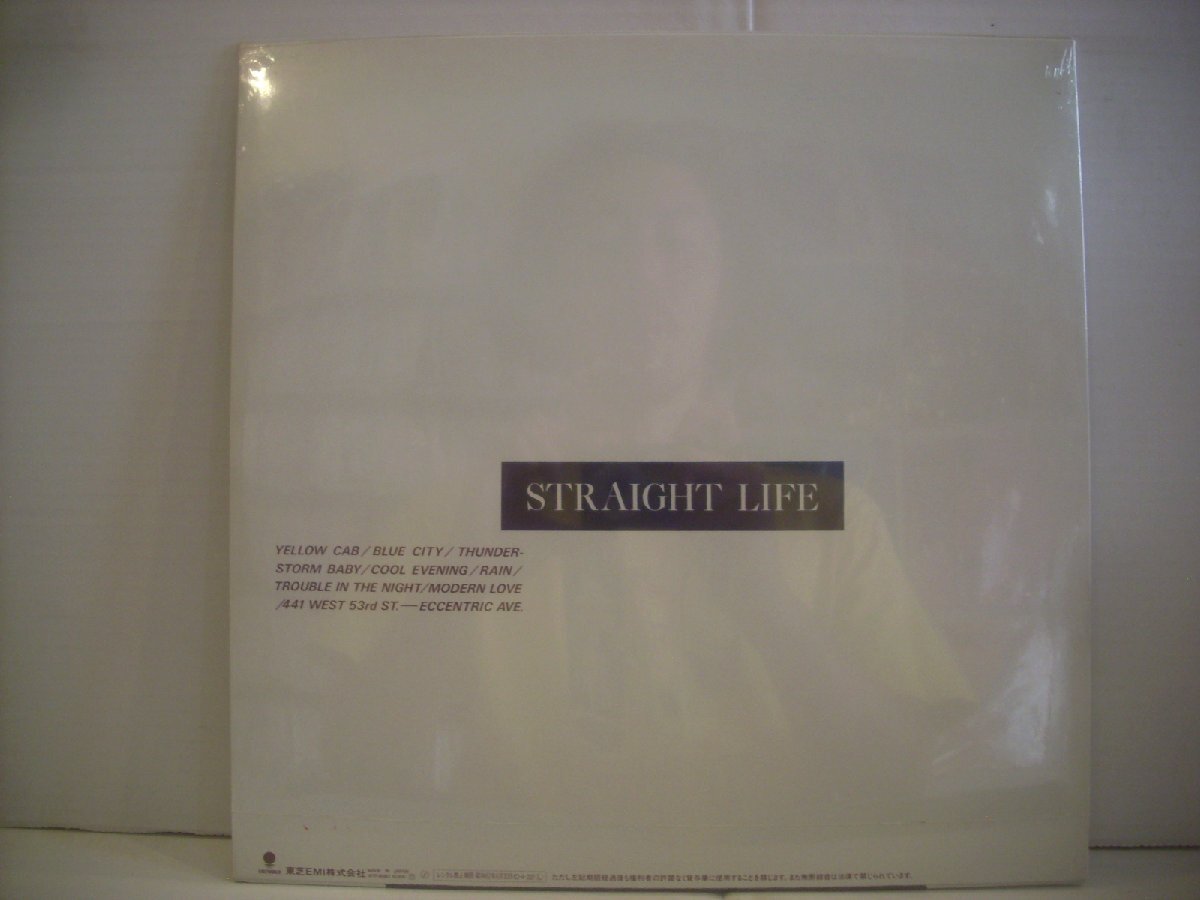 STRAIGHT LIFE
YELLOW CAB/BLUE CITY/THUNDER-
STORM BABY/COOL EVENING/RAIN/
TROUBLE IN THE NIGHT/MODERN LOVE
/441 WEST 53rd ST.—ECCENTRIC AVE.
東芝EMI株式会社